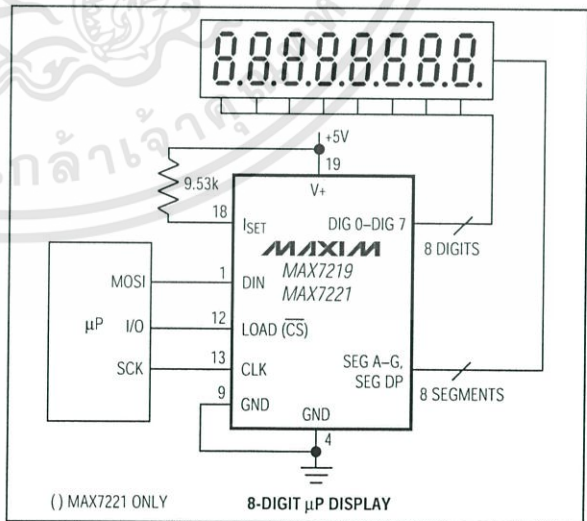 8.8.8.8.8.8.8.8.
+5V
19
V+
9.53k
18
ISET
DIG 0–DIG 7
8 DIGITS
MAXIM
MAX7219
MAX7221
MOSI
1
DIN
µP
I/O
12
LOAD (CS)
SCK
13
CLK
9
GND
SEG A–G,
SEG DP
8 SEGMENTS
GND
4
( ) MAX7221 ONLY
8-DIGIT µP DISPLAY